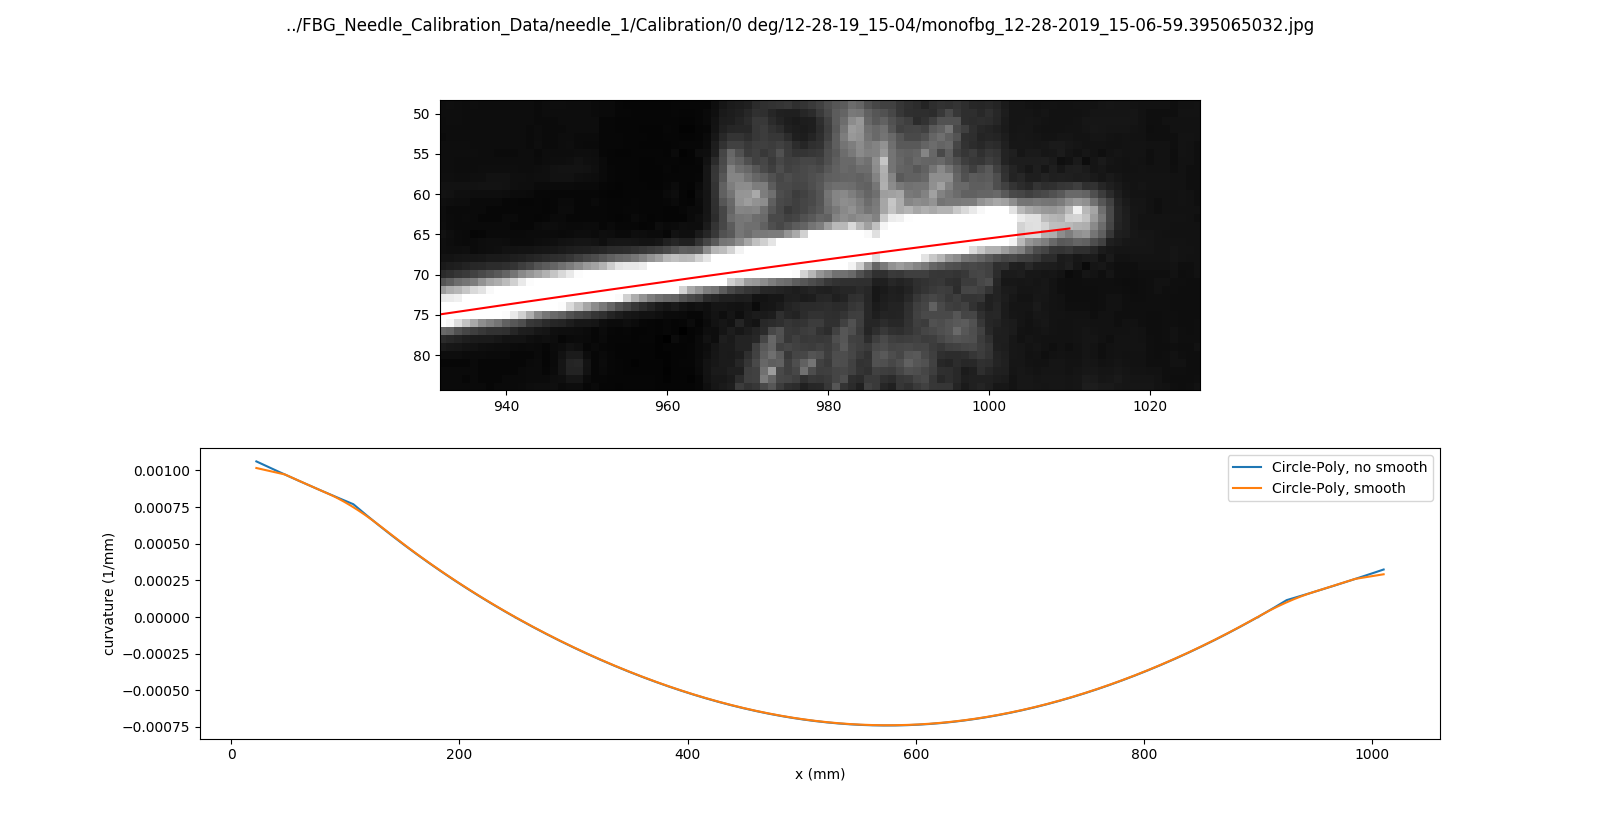 ../FBG_Needle_Calibration_Data/needle_1/Calibration/0 deg/12-28-19_15-04/monofbg_12-28-2019_15-06-59.395065032.jpg
50
55
60
65
70
75
80
940 960 980 1000 1020
Circle-Poly, no smooth
Circle-Poly, smooth
0.00100
0.00075
0.00050
0.00025
0.00000
−0.00025
−0.00050
−0.00075
curvature (1/mm)
0 200 400 600 800 1000
x (mm)